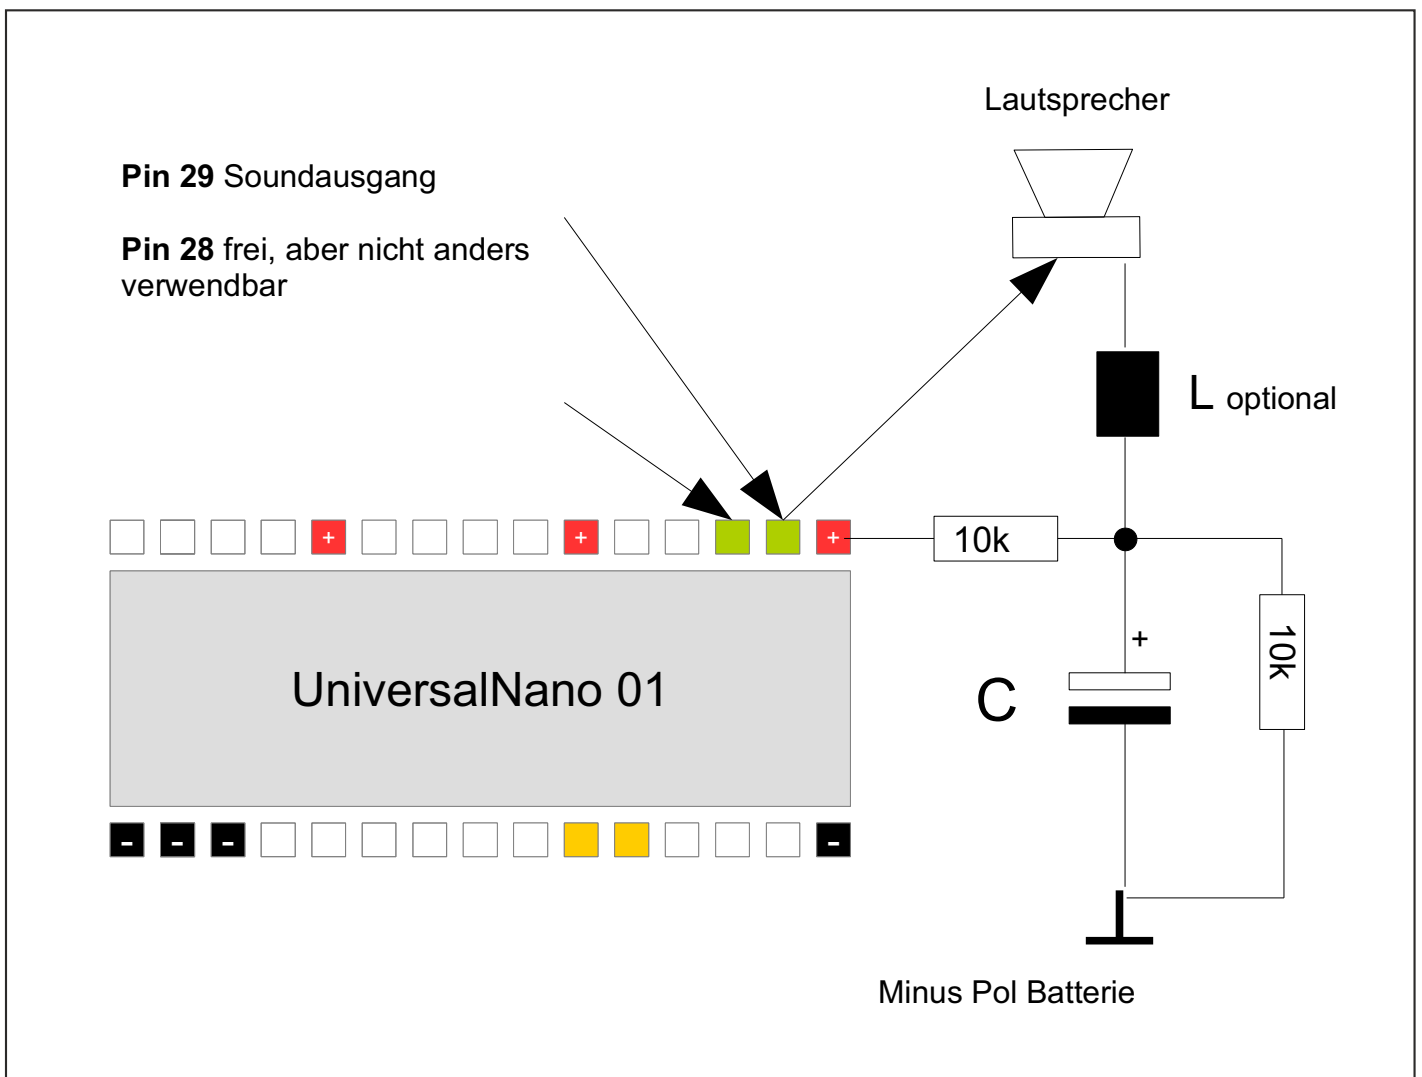 Lautsprecher
Pin 29 Soundausgang
Pin 28 frei, aber nicht anders
verwendbar
L optional
+ + +
10k
+
10k
UniversalNano 01
C
- - - -
Minus Pol Batterie